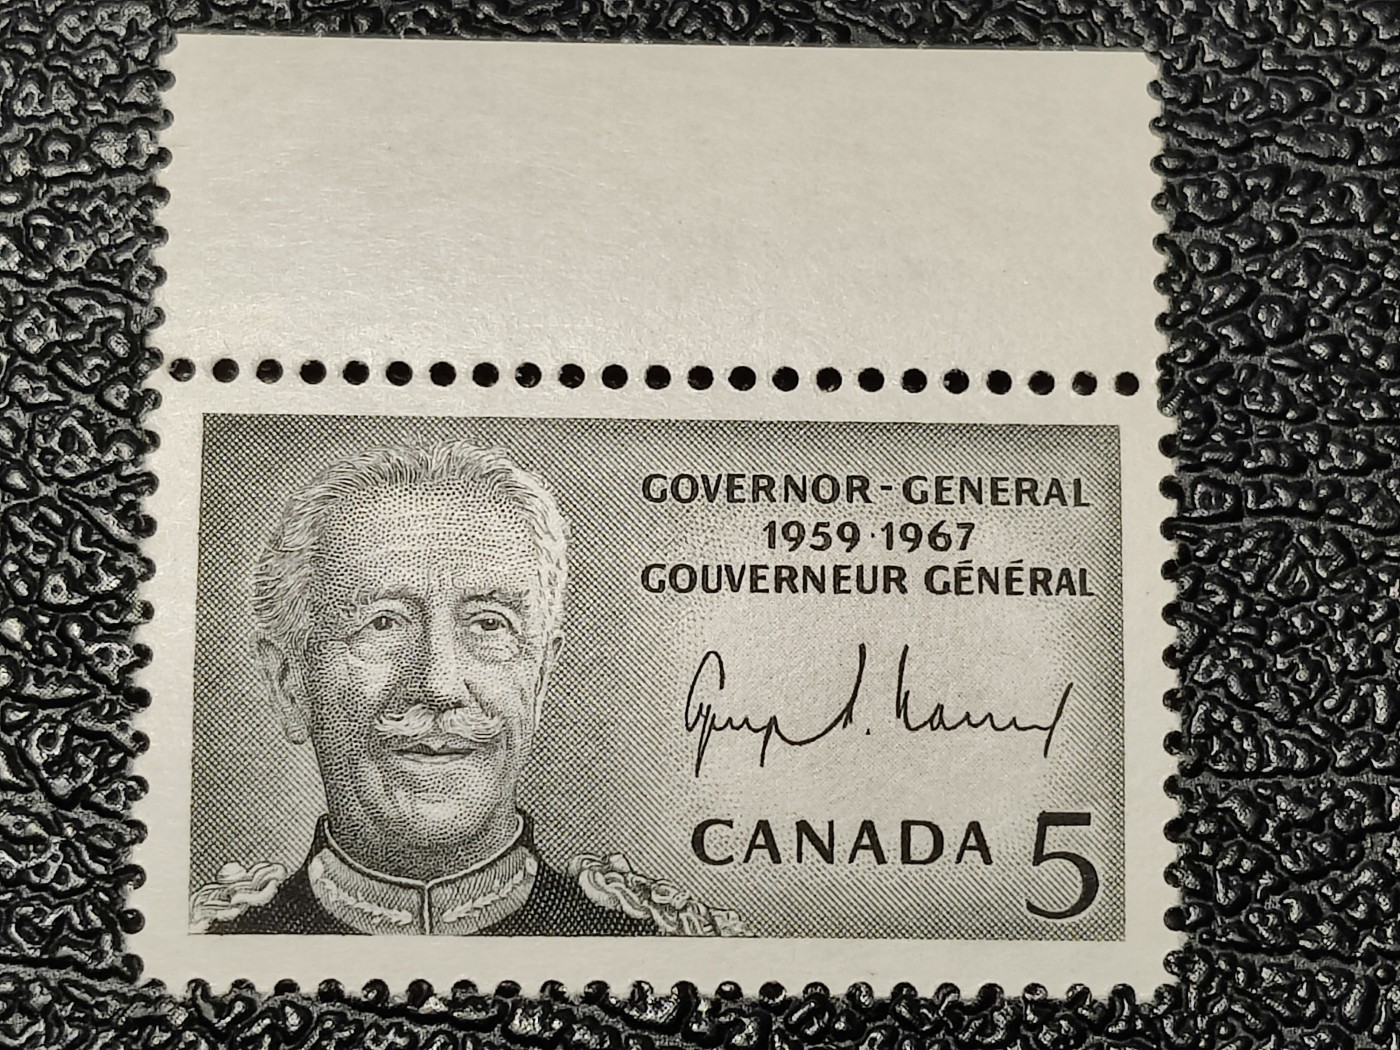 GOVERNOR-GENERAL
1959·1967
GOUVERNEUR GÉNÉRAL
CANADA 5